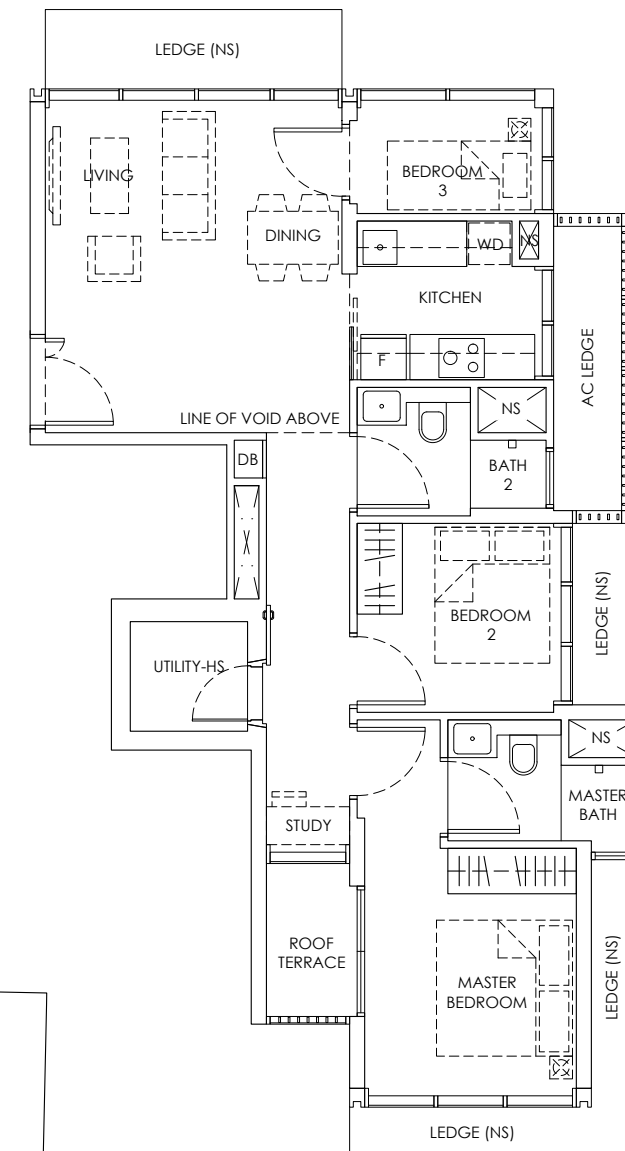 LEDGE (NS)
LIVING
BEDROOM
3
DINING
WD
NS
KITCHEN
F
AC LEDGE
LINE OF VOID ABOVE
NS
DB
BATH
2
BEDROOM
2
LEDGE (NS)
UTILITY-HS
NS
MASTER
BATH
STUDY
ROOF
TERRACE
MASTER
BEDROOM
LEDGE (NS)
LEDGE (NS)